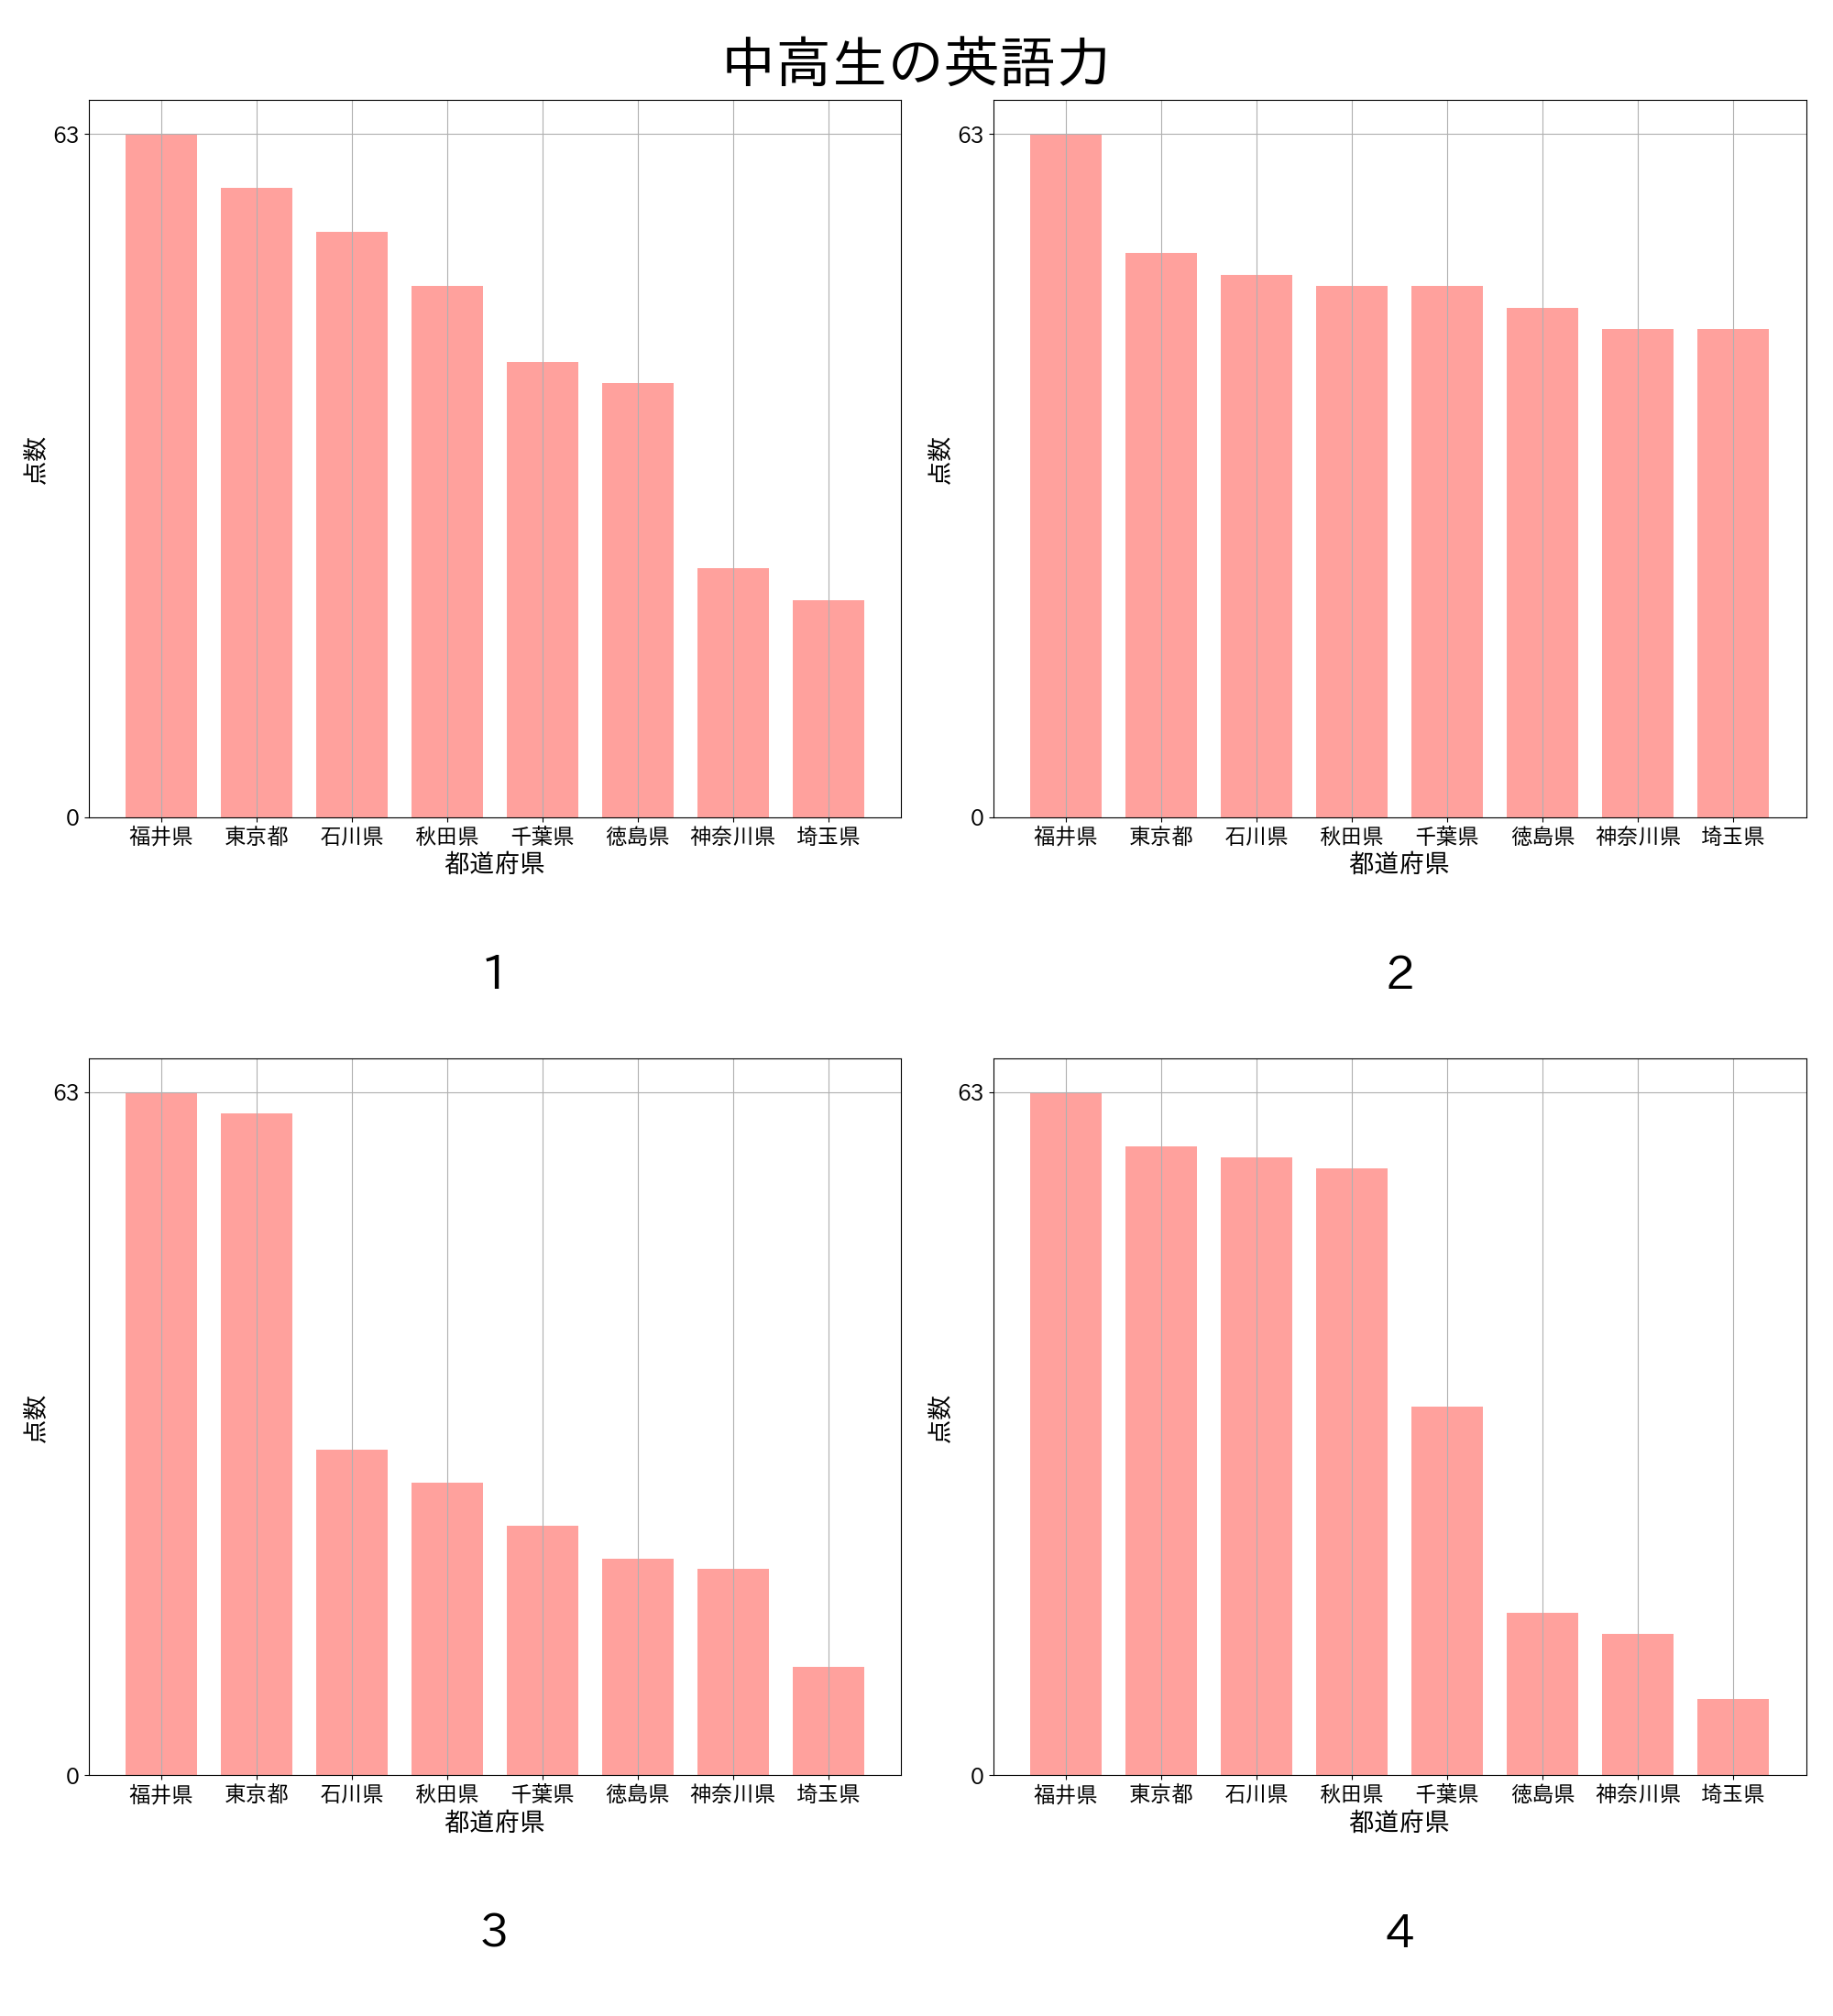 中高生の英語力
63
点数
0
福井県 東京都 石川県 秋田県 千葉県 徳島県 神奈川県 埼玉県
都道府県
1
63
点数
0
福井県 東京都 石川県 秋田県 千葉県 徳島県 神奈川県 埼玉県
都道府県
2
63
点数
0
福井県 東京都 石川県 秋田県 千葉県 徳島県 神奈川県 埼玉県
都道府県
3
63
点数
0
福井県 東京都 石川県 秋田県 千葉県 徳島県 神奈川県 埼玉県
都道府県
4